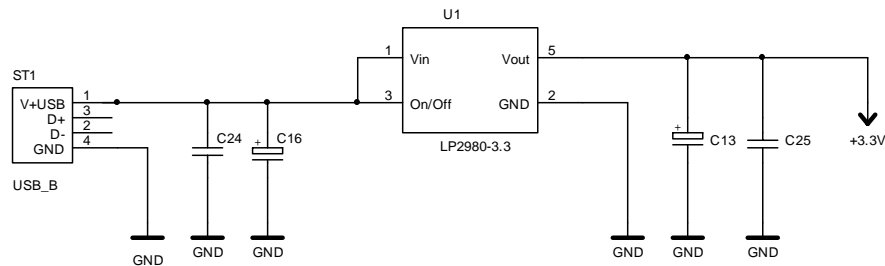 U1
1
Vin
Vout
5
ST1
V+USB
1
D+
3
D-
2
GND
4
3
On/Off
GND
2
+
C24
C16
LP2980-3.3
+
C13
C25
+3.3V
USB_B
GND
GND
GND
GND
GND
GND